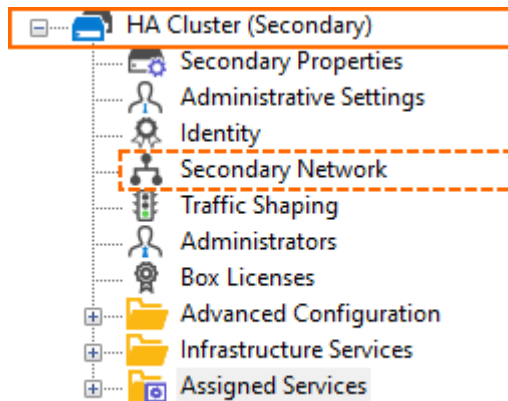 HA Cluster (Secondary)
Secondary Properties
Administrative Settings
Identity
Secondary Network
Traffic Shaping
Administrators
Box Licenses
Advanced Configuration
Infrastructure Services
Assigned Services